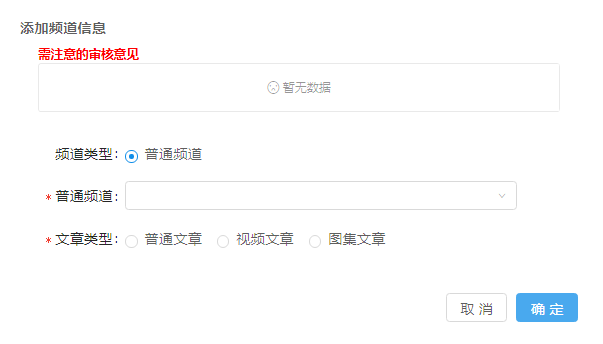 添加频道信息
需注意的审核意见
暂无数据
频道类型: 普通频道
* 普通频道:
* 文章类型: 普通文章 视频文章 图集文章
取 消 确 定